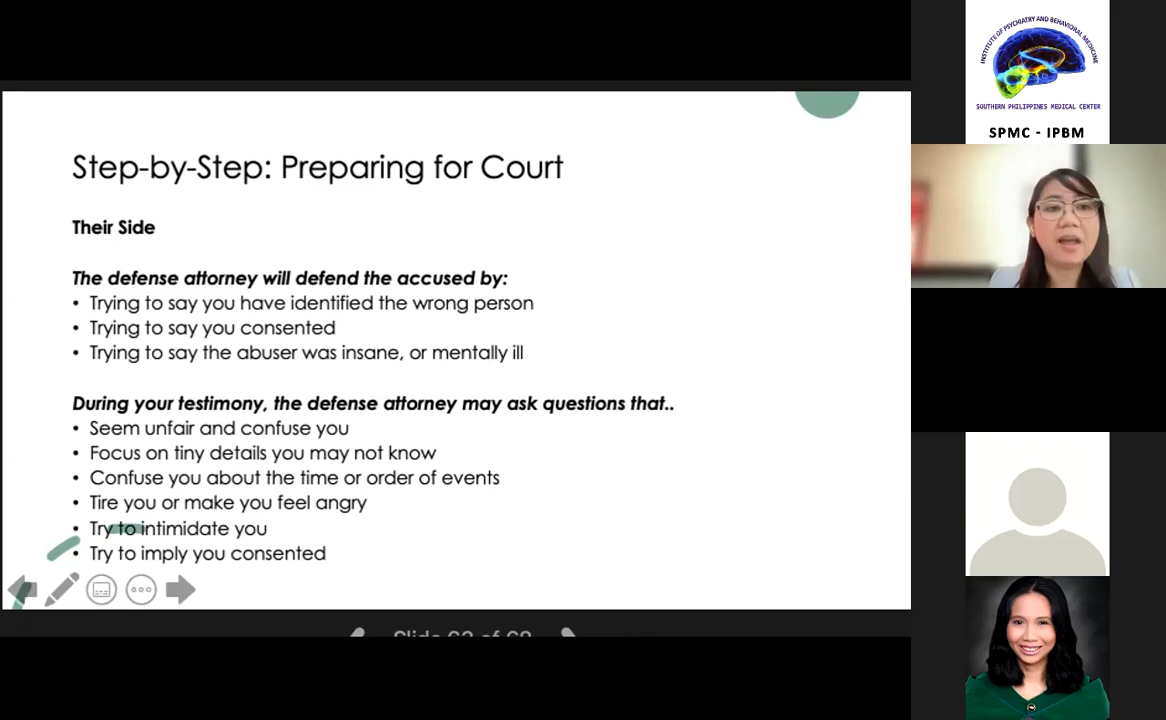 Step-by-Step: Preparing for Court
Their Side
The defense attorney will defend the accused by:
• Trying to say you have identified the wrong person
• Trying to say you consented
• Trying to say the abuser was insane, or mentally ill
During your testimony, the defense attorney may ask questions that..
• Seem unfair and confuse you
• Focus on tiny details you may not know
• Confuse you about the time or order of events
• Tire you or make you feel angry
• Try to intimidate you
• Try to imply you consented
INSTITUTE OF PSYCHIATRY AND BEHAVIORAL MEDICINE
SOUTHERN PHILIPPINES MEDICAL CENTER
SPMC - IPBM